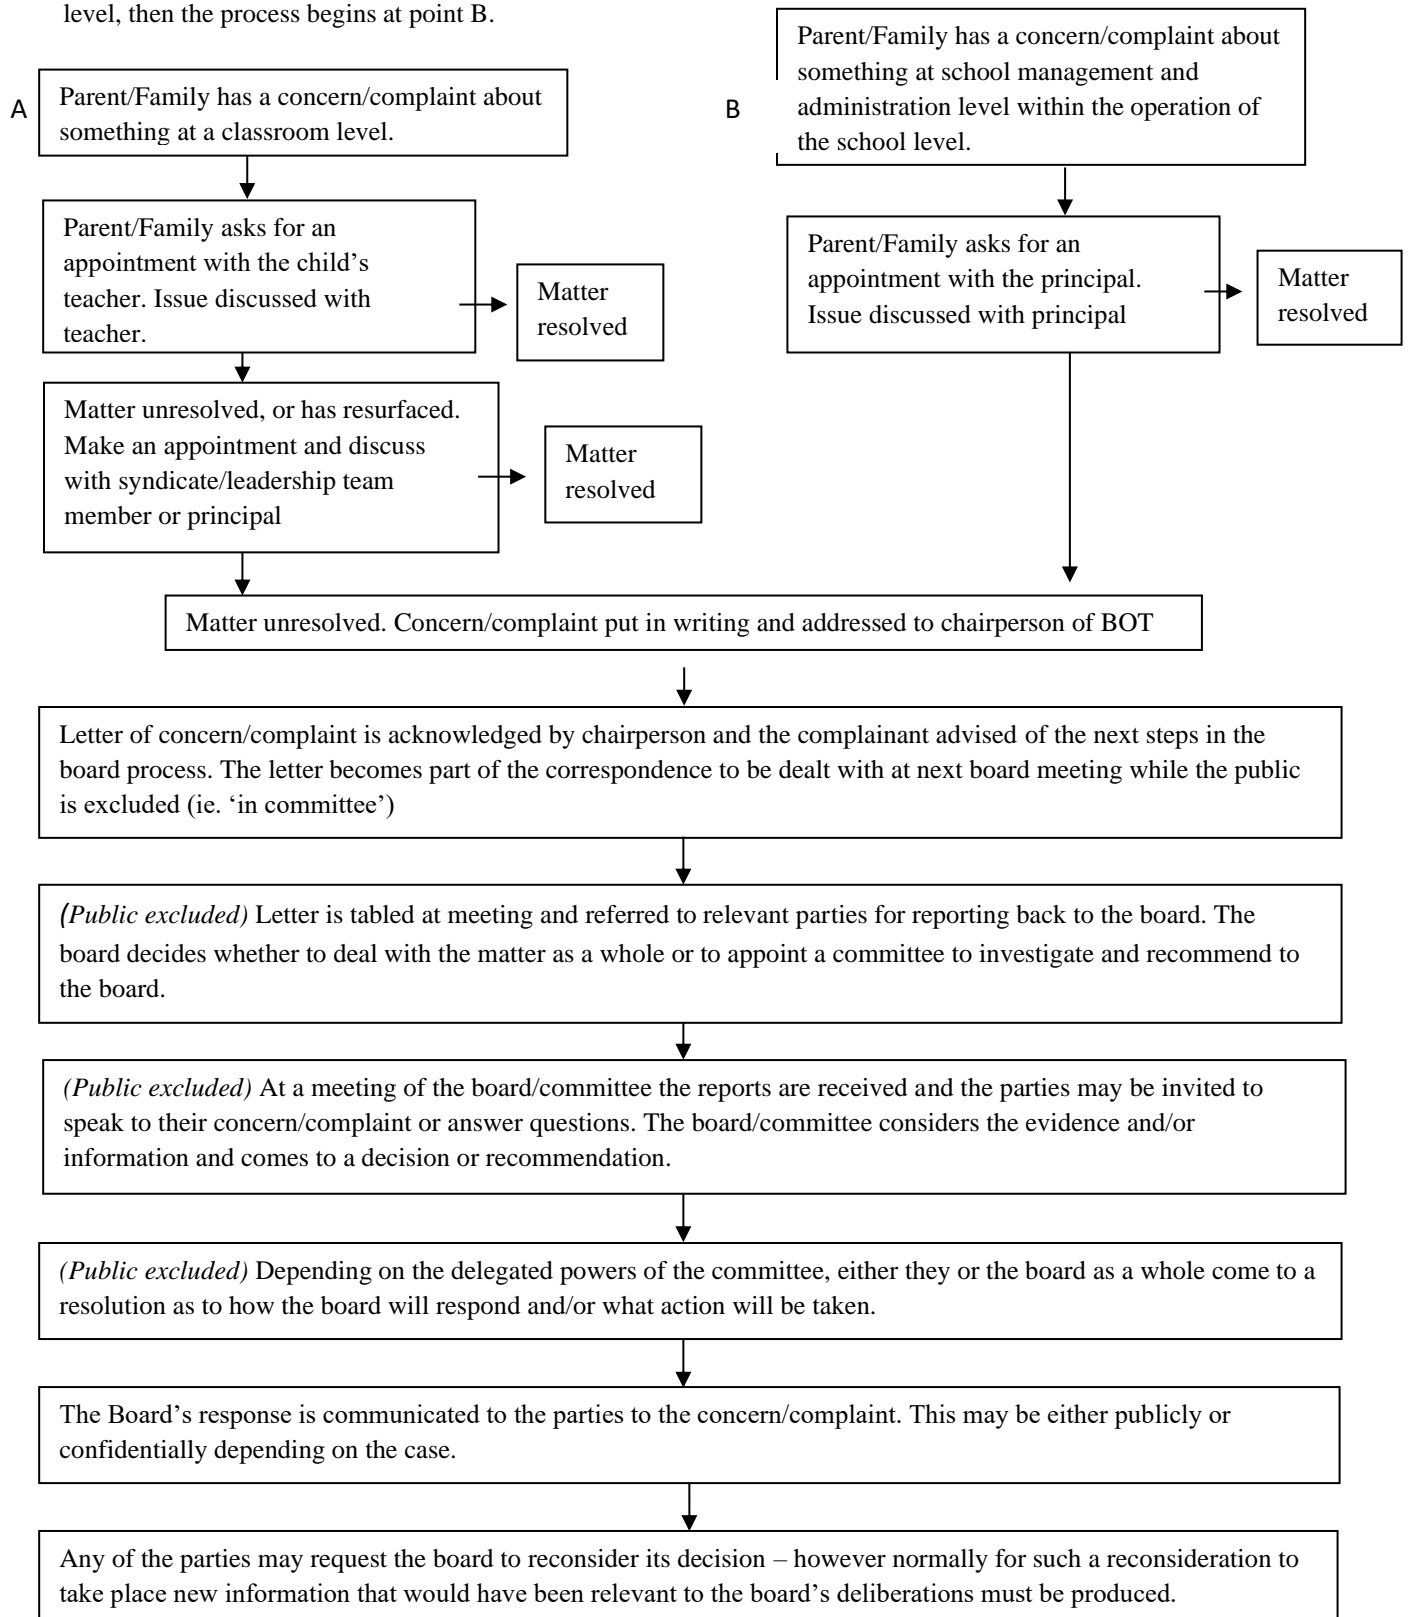 level, then the process begins at point B.
A
Parent/Family has a concern/complaint about
something at a classroom level.
Parent/Family asks for an
appointment with the child’s
teacher. Issue discussed with
teacher.
Matter
resolved
Matter unresolved, or has resurfaced.
Make an appointment and discuss
with syndicate/leadership team
member or principal
Matter
resolved
B
Parent/Family has a concern/complaint about
something at school management and
administration level within the operation of
the school level.
Parent/Family asks for an
appointment with the principal.
Issue discussed with principal
Matter
resolved
Matter unresolved. Concern/complaint put in writing and addressed to chairperson of BOT
Letter of concern/complaint is acknowledged by chairperson and the complainant advised of the next steps in the
board process. The letter becomes part of the correspondence to be dealt with at next board meeting while the public
is excluded (ie. ‘in committee’)
(Public excluded) Letter is tabled at meeting and referred to relevant parties for reporting back to the board. The
board decides whether to deal with the matter as a whole or to appoint a committee to investigate and recommend to
the board.
(Public excluded) At a meeting of the board/committee the reports are received and the parties may be invited to
speak to their concern/complaint or answer questions. The board/committee considers the evidence and/or
information and comes to a decision or recommendation.
(Public excluded) Depending on the delegated powers of the committee, either they or the board as a whole come to a
resolution as to how the board will respond and/or what action will be taken.
The Board’s response is communicated to the parties to the concern/complaint. This may be either publicly or
confidentially depending on the case.
Any of the parties may request the board to reconsider its decision – however normally for such a reconsideration to
take place new information that would have been relevant to the board’s deliberations must be produced.